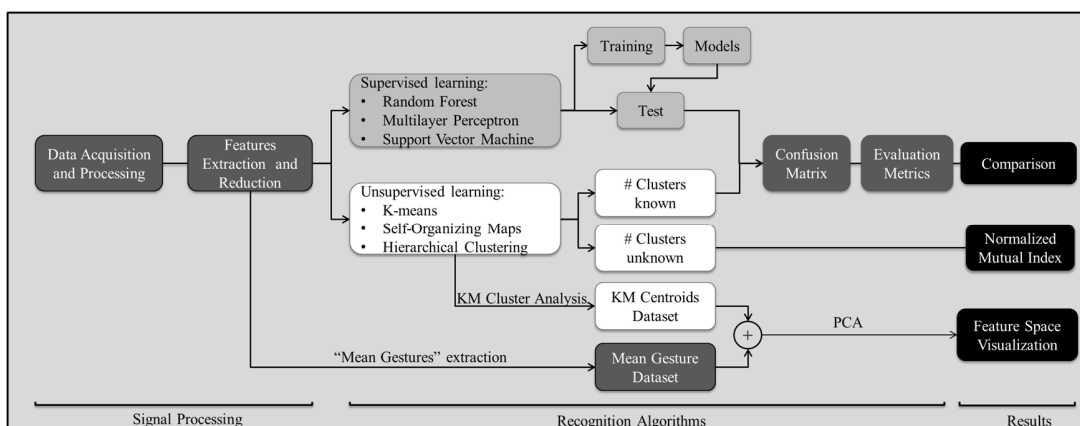 Data Acquisition
and Processing
Features
Extraction and
Reduction
Supervised learning:
• Random Forest
• Multilayer Perceptron
• Support Vector Machine
Training
Models
Test
Unsupervised learning:
• K-means
• Self-Organizing Maps
• Hierarchical Clustering
# Clusters
known
# Clusters
unknown
Confusion
Matrix
Evaluation
Metrics
Comparison
Normalized
Mutual Index
KM Cluster Analysis
KM Centroids
Dataset
"Mean Gestures" extraction
Mean Gesture
Dataset
+
PCA
Feature Space
Visualization
Signal Processing
Recognition Algorithms
Results